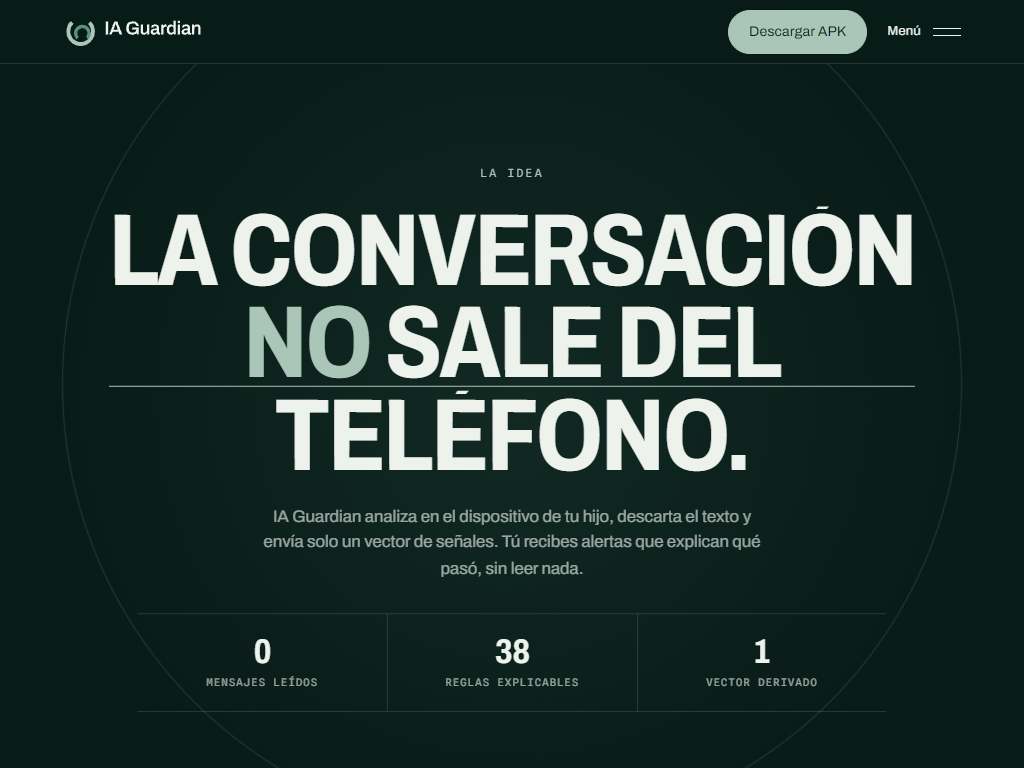 IA Guardian
Descargar APK
Menú
LA IDEA
LA CONVERSACIÓN
NO SALE DEL
TELÉFONO.
IA Guardian analiza en el dispositivo de tu hijo, descarta el texto y
envía solo un vector de señales. Tú recibes alertas que explican qué
pasó, sin leer nada.
0
MENSAJES LEÍDOS
38
REGLAS EXPLICABLES
1
VECTOR DERIVADO